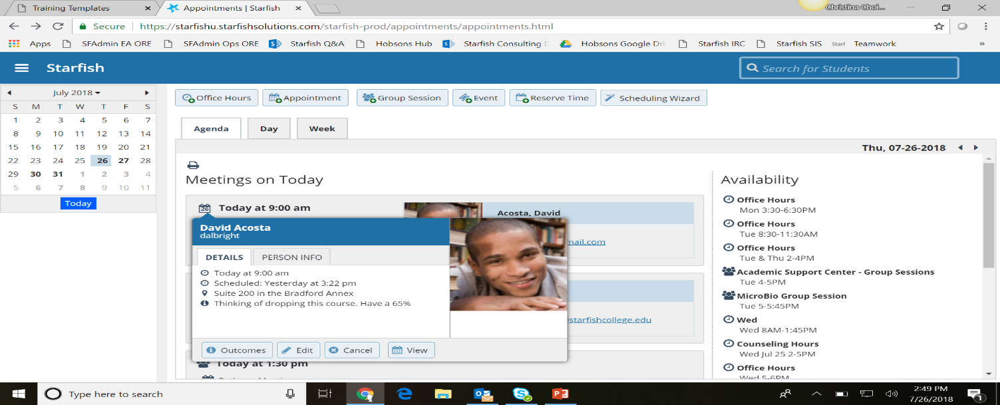 Training Templates
Appointments | Starfish
Christina Choi...
Secure
https://starfishu.starfishsolutions.com/starfish-prod/appointments/appointments.html
Apps SFAdmin EA ORE SFAdmin Ops ORE Starfish Q&A Hobsons Hub Starfish Consulting Hobsons Google Dri Starfish IRC Starfish SIS Start Teamwork »
Starfish
Search for Students
July 2018
S M T W T F S
1 2 3 4 5 6 7
8 9 10 11 12 13 14
15 16 17 18 19 20 21
22 23 24 25 26 27 28
29 30 31 1 2 3 4
5 6 7 8 9 10 11
Today
Office Hours Appointment Group Session Event Reserve Time Scheduling Wizard
Agenda Day Week
Thu, 07-26-2018
Meetings on Today
26 Today at 9:00 am
Acosta, David
mail.com
David Acosta
dalbright
DETAILS PERSON INFO
Today at 9:00 am
Scheduled: Yesterday at 3:22 pm
Suite 200 in the Bradford Annex
Thinking of dropping this course. Have a 65%
Outcomes Edit Cancel View
starfishcollege.edu
Today at 1:30 pm
Availability
Office Hours
Mon 3:30-6:30PM
Office Hours
Tue 8:30-11:30AM
Office Hours
Tue & Thu 2-4PM
Academic Support Center - Group Sessions
Tue 4-5PM
MicroBio Group Session
Tue 5-5:45PM
Wed
Wed 8AM-1:45PM
Counseling Hours
Wed Jul 25 2-5PM
Office Hours
Wed 5-6PM
Type here to search
2:49 PM
7/26/2018
1